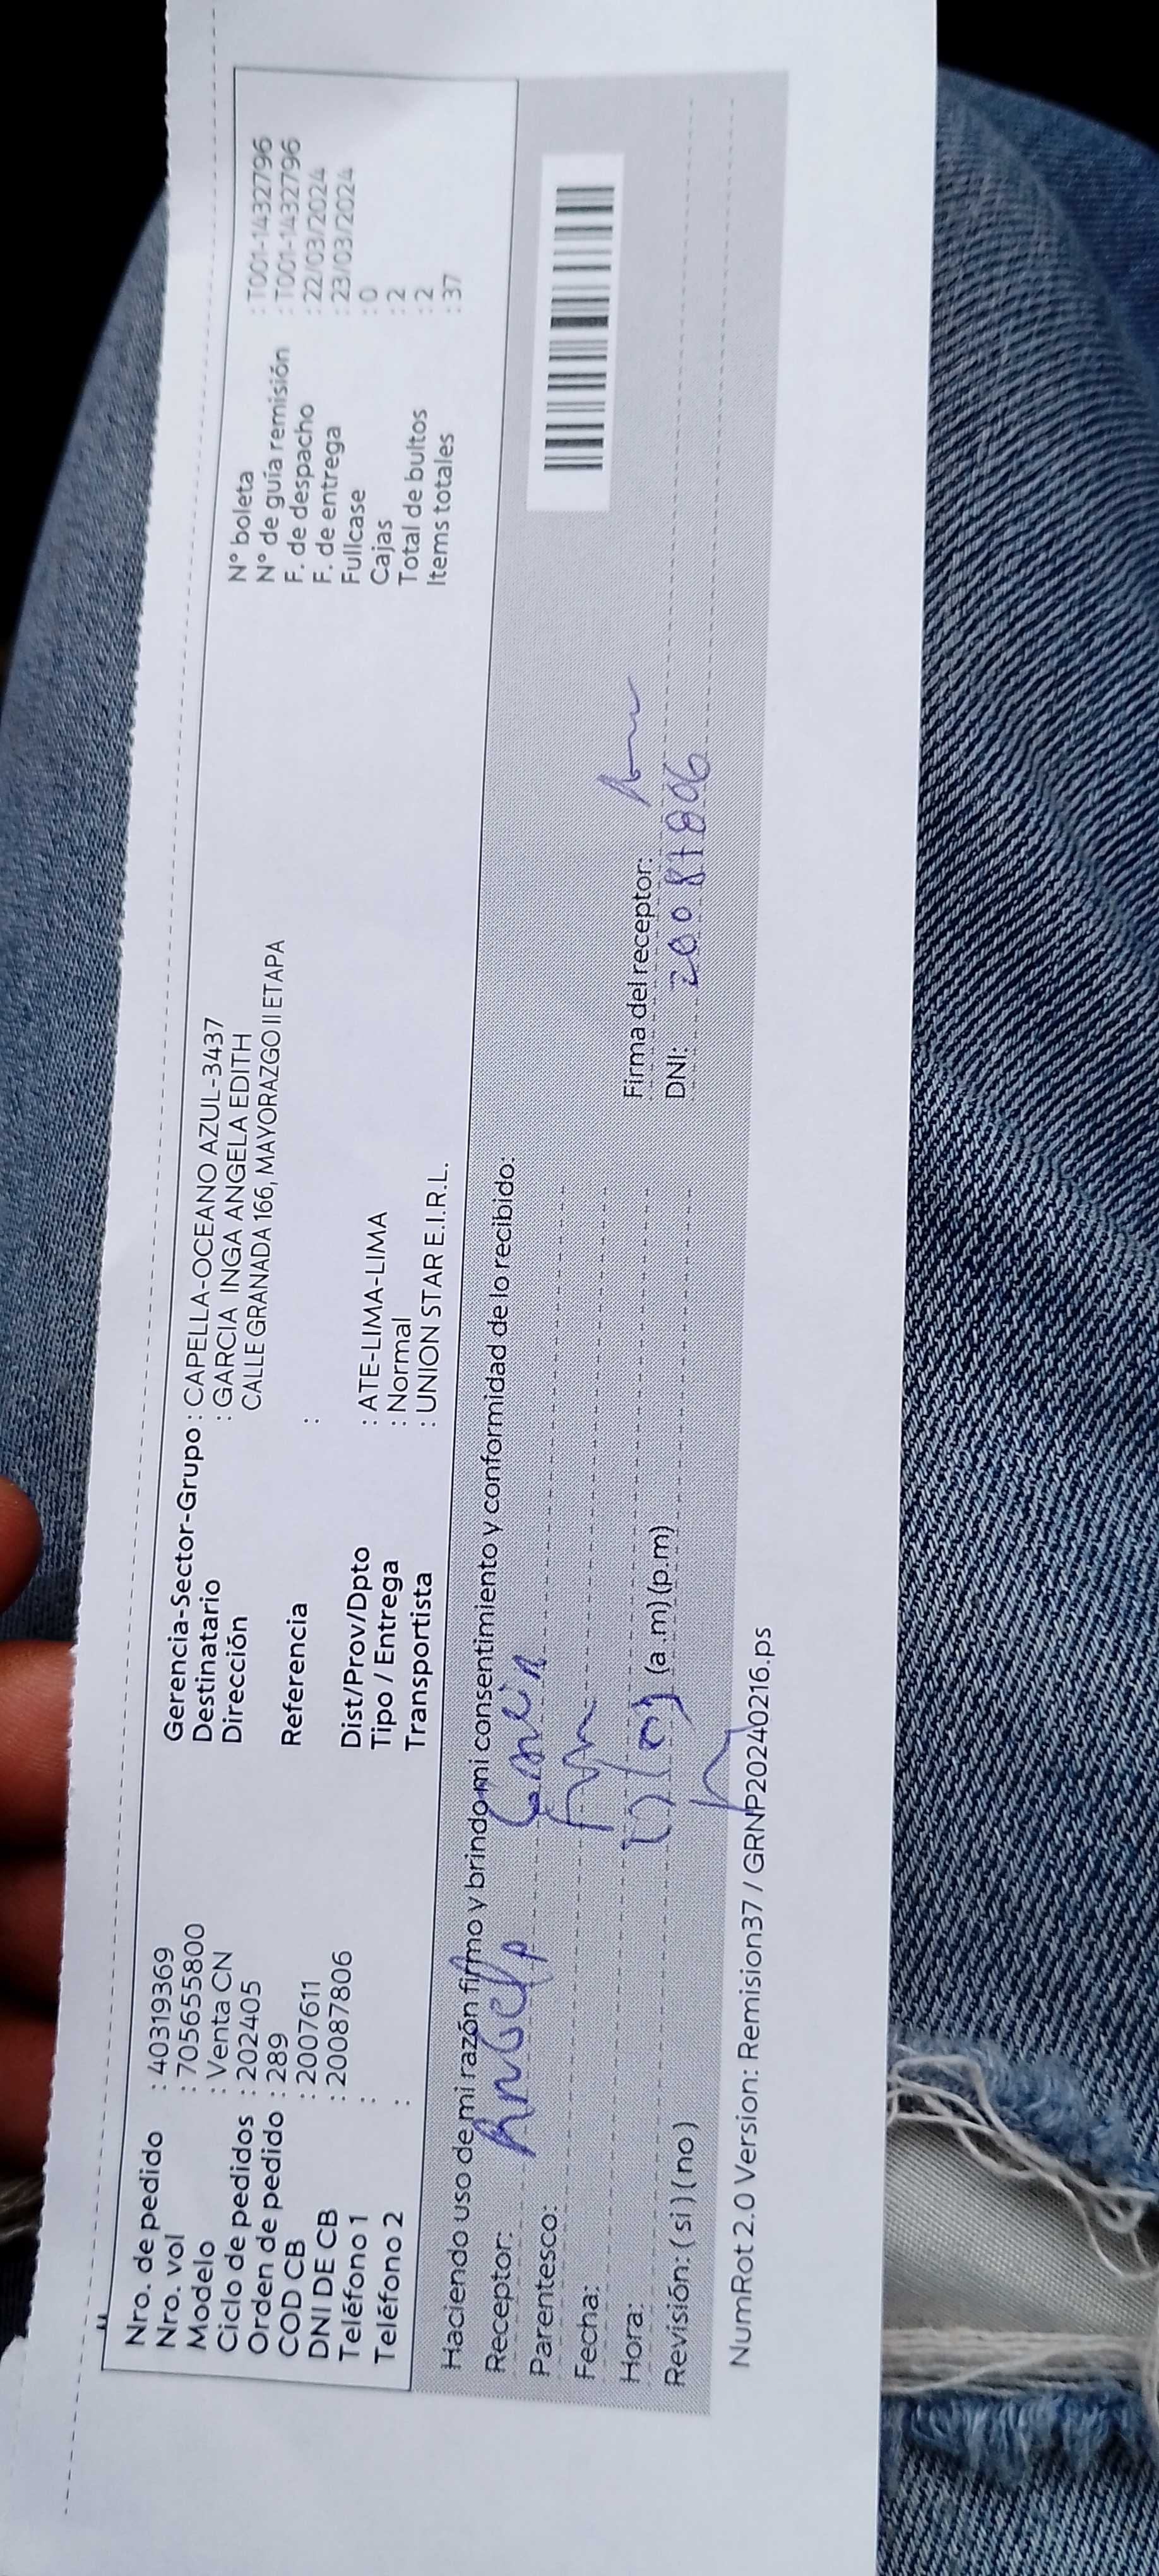 Nro. de pedido : 40319369
Nro. vol : 705655800
Modelo : Venta CN
Ciclo de pedidos : 202405
Orden de pedido : 289
COD CB : 2007611
DNI DE CB : 20087806
Teléfono 1 :
Teléfono 2 :
Gerencia-Sector-Grupo : CAPELLA-OCEANO AZUL-3437
Destinatario : GARCIA INGA ANGELA EDITH
Dirección CALLE GRANADA 166, MAYORAZGO II ETAPA
Referencia :
Dist/Prov/Dpto : ATE-LIMA-LIMA
Tipo / Entrega : Normal
Transportista : UNION STAR E.I.R.L.
N° boleta : T001-1432796
N° de guía remisión : T001-1432796
F. de despacho : 22/03/2024
F. de entrega : 23/03/2024
Fullcase : 0
Cajas : 2
Total de bultos : 2
Items totales : 37
Haciendo uso de mi razón firmo y brindo mi consentimiento y conformidad de lo recibido:
Receptor:
Parentesco:
Fecha:
Hora: (a.m) (p.m)
Revisión: (si) (no)
Firma del receptor:
DNI:
NumRot 2.0 Version: Remision37 / GRNP20240216.ps